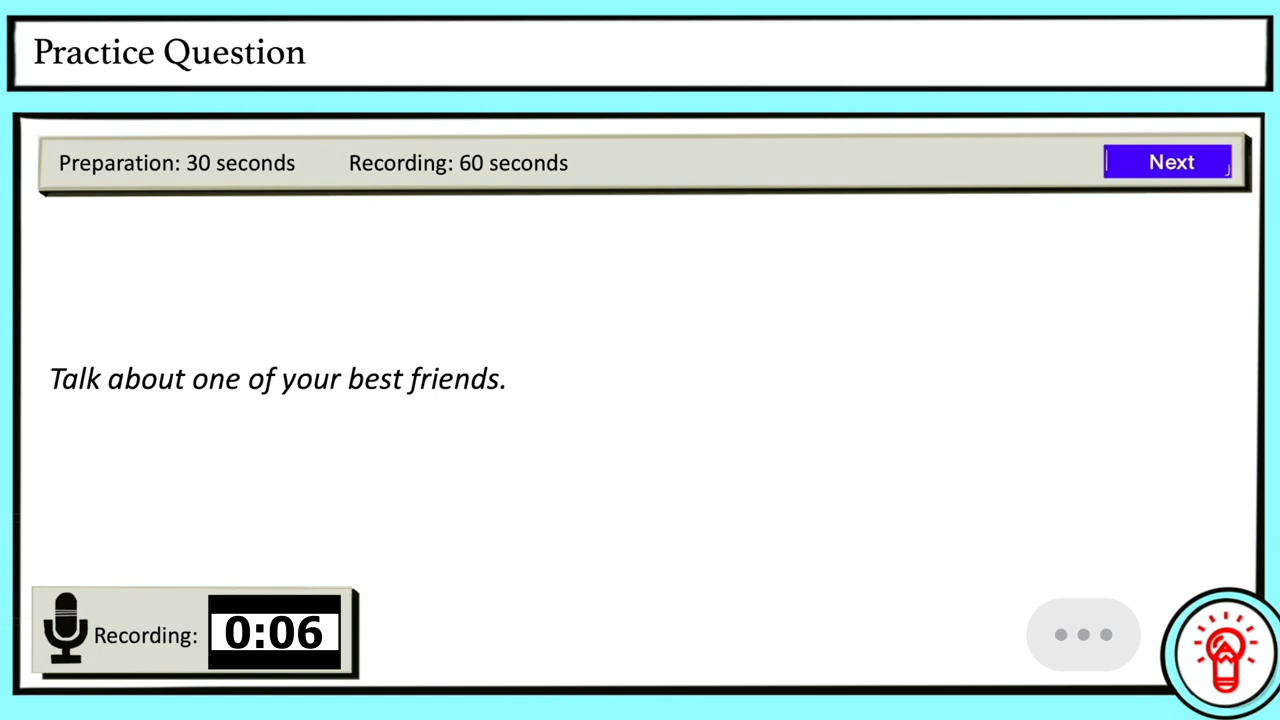 Practice Question
Preparation: 30 seconds Recording: 60 seconds Next
Talk about one of your best friends.
Recording: 0:06